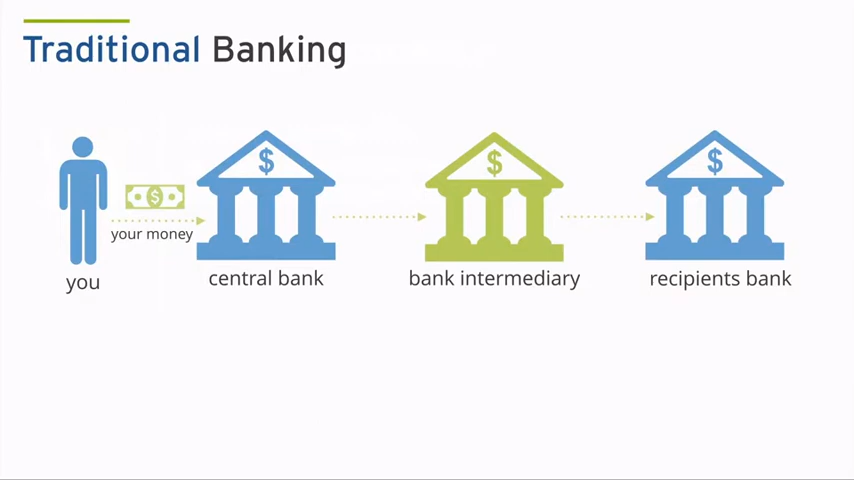 Traditional Banking
$
$
$
$
your money
you
central bank
bank intermediary
recipients bank